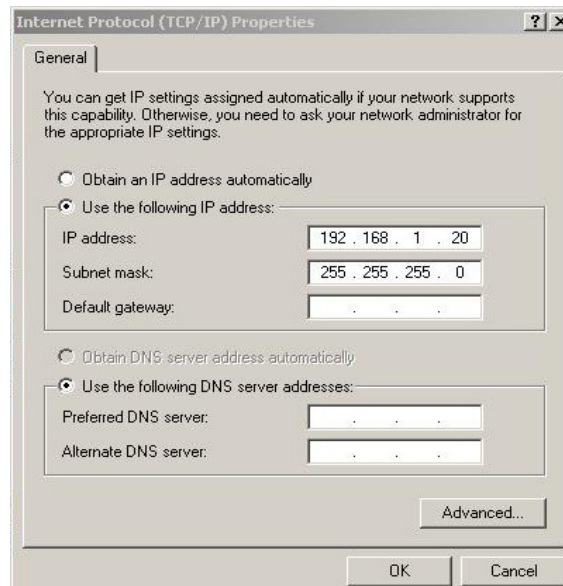 Internet Protocol (TCP/IP) Properties
General
You can get IP settings assigned automatically if your network supports
this capability. Otherwise, you need to ask your network administrator for
the appropriate IP settings.
Obtain an IP address automatically
Use the following IP address:
IP address: 192 . 168 . 1 . 20
Subnet mask: 255 . 255 . 255 . 0
Default gateway: . . .
Obtain DNS server address automatically
Use the following DNS server addresses:
Preferred DNS server: . . .
Alternate DNS server: . . .
Advanced...
OK Cancel